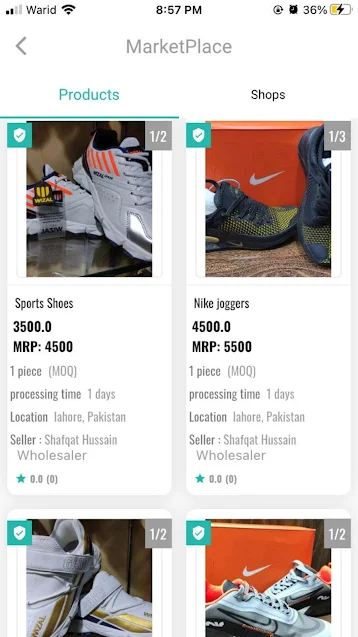 Warid 8:57 PM 36%
MarketPlace
Products Shops
1/2
WIZAL
Sports Shoes
3500.0
MRP: 4500
1 piece (MOQ)
processing time 1 days
Location lahore, Pakistan
Seller : Shafqat Hussain
Wholesaler
0.0 (0)
1/3
Nike joggers
4500.0
MRP: 5500
1 piece (MOQ)
processing time 1 days
Location lahore, Pakistan
Seller : Shafqat Hussain
Wholesaler
0.0 (0)
1/2
1/2